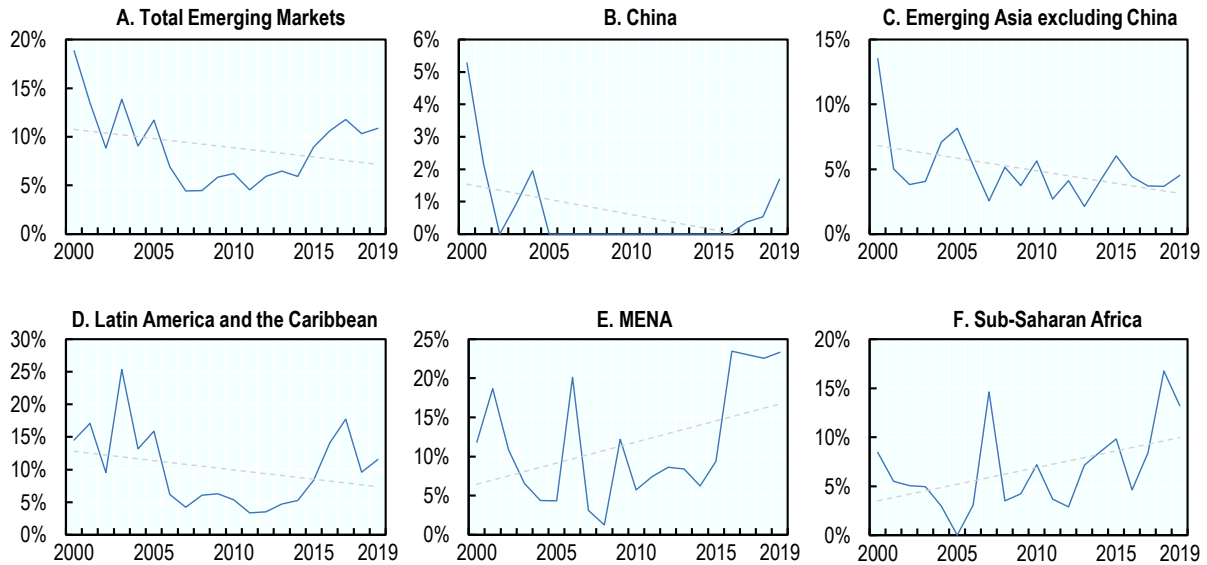 A. Total Emerging Markets
20%
15%
10%
5%
0%
2000 2005 2010 2015 2019
B. China
6%
5%
4%
3%
2%
1%
0%
2000 2005 2010 2015 2019
C. Emerging Asia excluding China
15%
10%
5%
0%
2000 2005 2010 2015 2019
D. Latin America and the Caribbean
30%
25%
20%
15%
10%
5%
0%
2000 2005 2010 2015 2019
E. MENA
25%
20%
15%
10%
5%
0%
2000 2005 2010 2015 2019
F. Sub-Saharan Africa
20%
15%
10%
5%
0%
2000 2005 2010 2015 2019